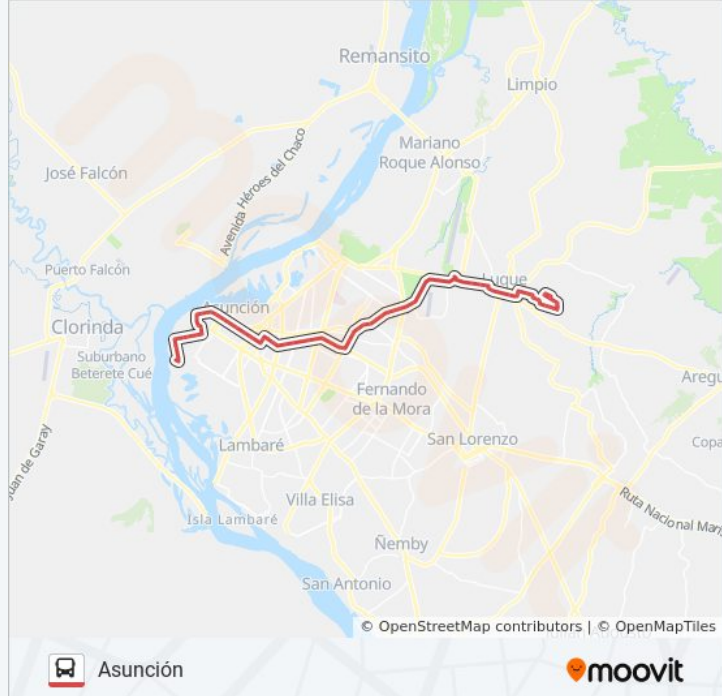 Remansito
Limpio
Mariano
Roque Alonso
José Falcón
Avenida Héroes del Chaco
Puerto Falcón
Luque
Asunción
Clorinda
Suburbano
Beterete Cué
Aregu
Fernando
de la Mora
Copa
San Lorenzo
Lambaré
Juan de Garay
Villa Elisa
Ruta Nacional Mari
Isla Lambaré
Ñemby
San Antonio
© OpenStreetMap contributors | © OpenMapTiles
Asunción
moovit